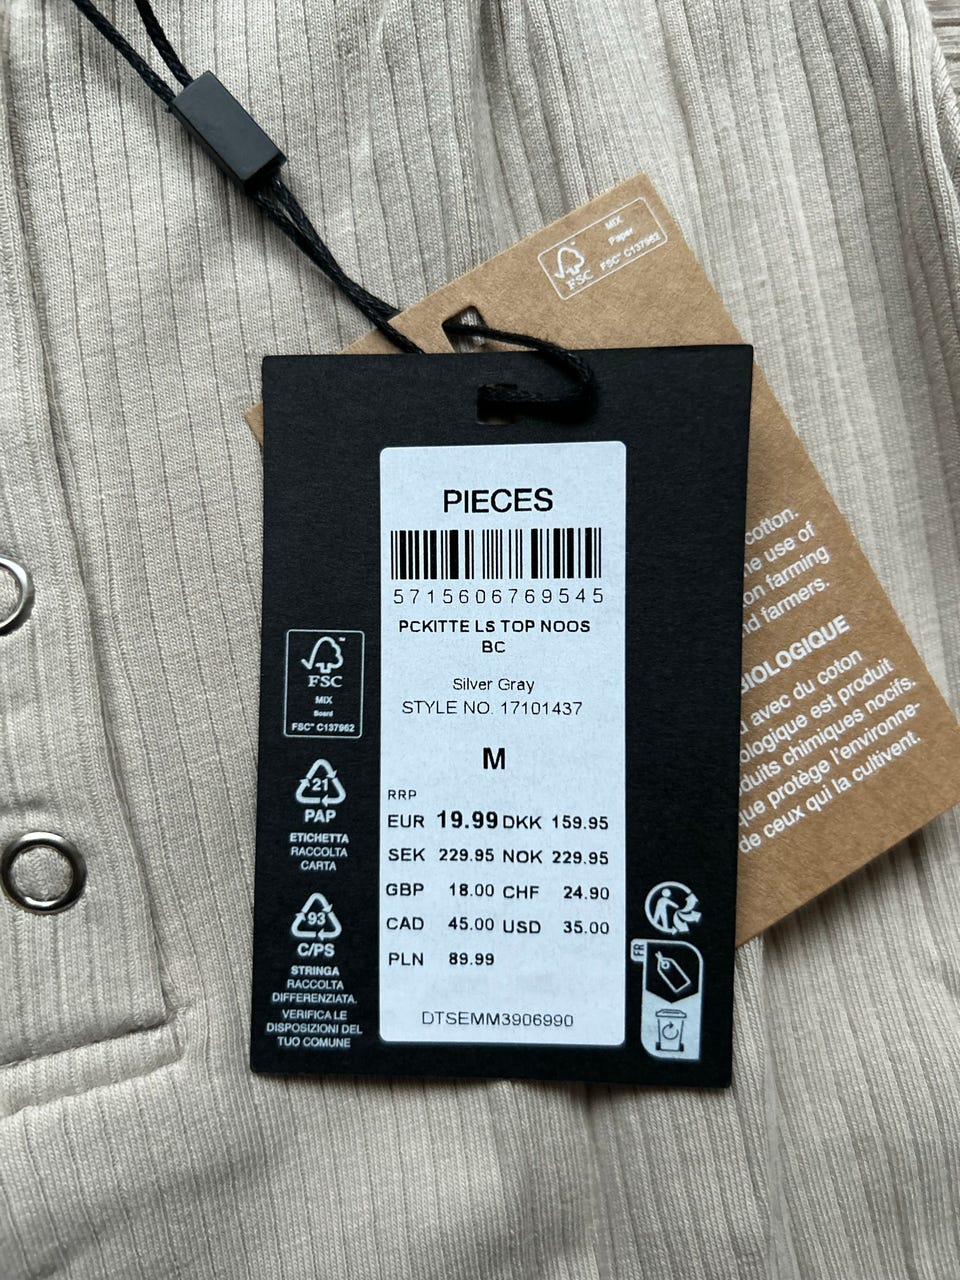 MIX
Paper
FSC
FSC® C137962
PIECES
5715606769545
PCKITTE LS TOP NOOS
BC
Silver Gray
STYLE NO. 17101437
M
RRP
EUR 19.99 DKK 159.95
SEK 229.95 NOK 229.95
GBP 18.00 CHF 24.90
CAD 45.00 USD 35.00
PLN 89.99
DTSEMM3906990
FSC
MIX
Board
FSC® C137962
21
PAP
ETICHETTA
RACCOLTA
CARTA
93
C/PS
STRINGA
RACCOLTA
DIFFERENZIATA.
VERIFICA LE
DISPOSIZIONI DEL
TUO COMUNE
FR
cotton.
use of
farming
farmers.
BIOLOGIQUE
avec du coton
est produit
chimiques nocifs.
que protège l'environne-
de ceux qui la cultivent.